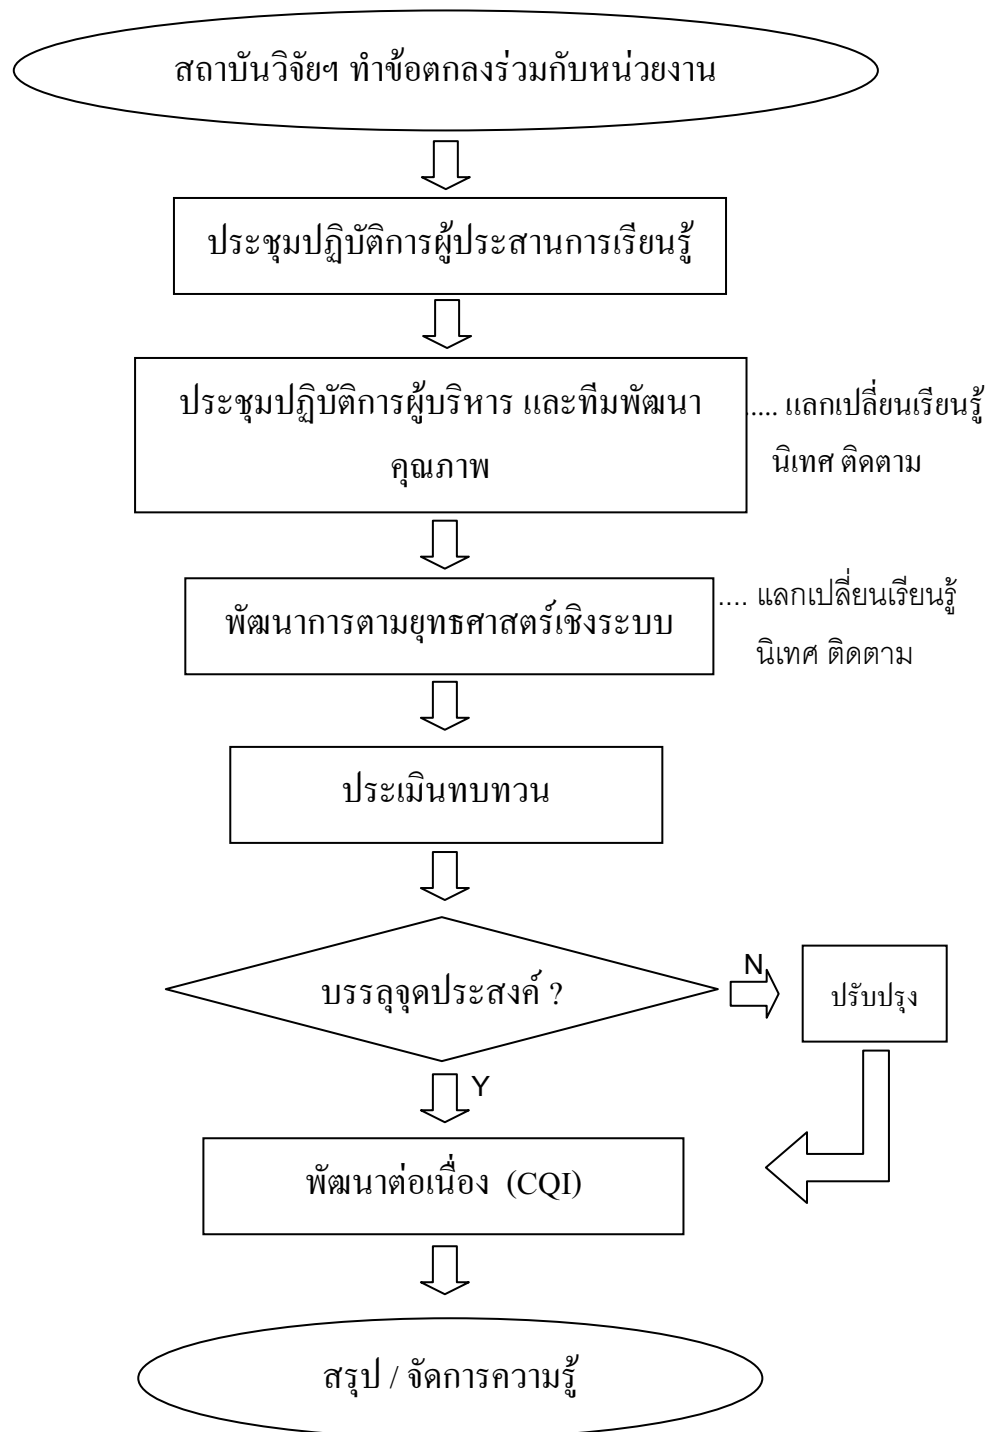 สถาบันวิจัยฯ ทำข้อตกลงร่วมกับหน่วยงาน
ประชุมปฏิบัติการผู้ประสานการเรียนรู้
ประชุมปฏิบัติการผู้บริหาร และทีมพัฒนา
คุณภาพ
..... แลกเปลี่ยนเรียนรู้
นิเทศ ติดตาม
พัฒนาการตามยุทธศาสตร์เชิงระบบ
.... แลกเปลี่ยนเรียนรู้
นิเทศ ติดตาม
ประเมินทบทวน
บรรลุจุดประสงค์ ?
N
ปรับปรุง
Y
พัฒนาต่อเนื่อง (CQI)
สรุป / จัดการความรู้